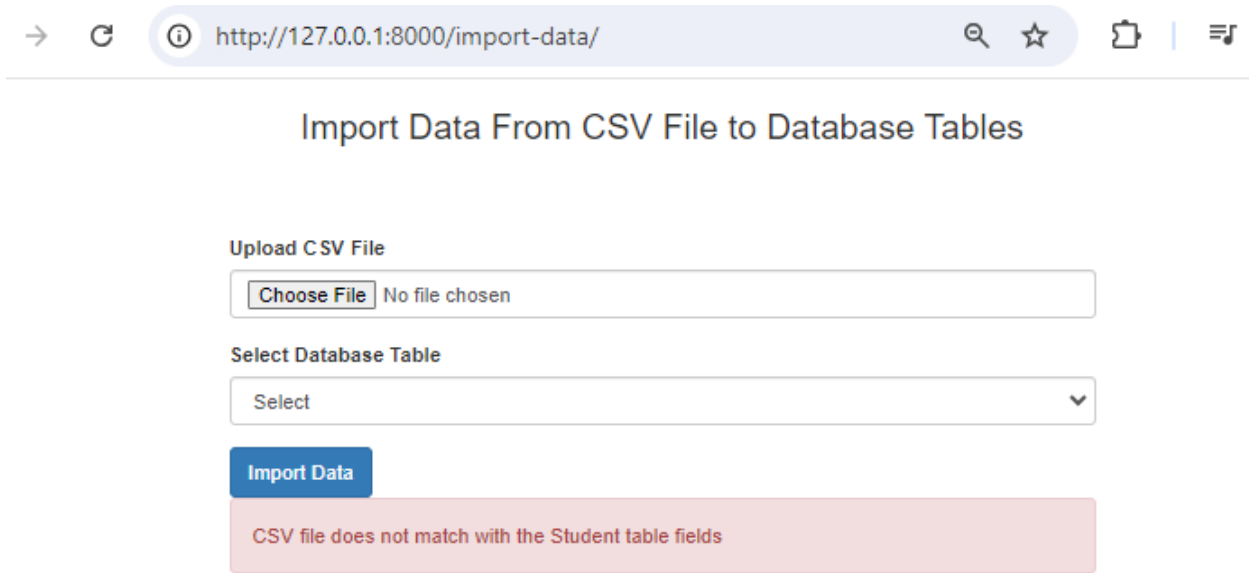 http://127.0.0.1:8000/import-data/
Import Data From CSV File to Database Tables
Upload CSV File
Choose File No file chosen
Select Database Table
Select
Import Data
CSV file does not match with the Student table fields